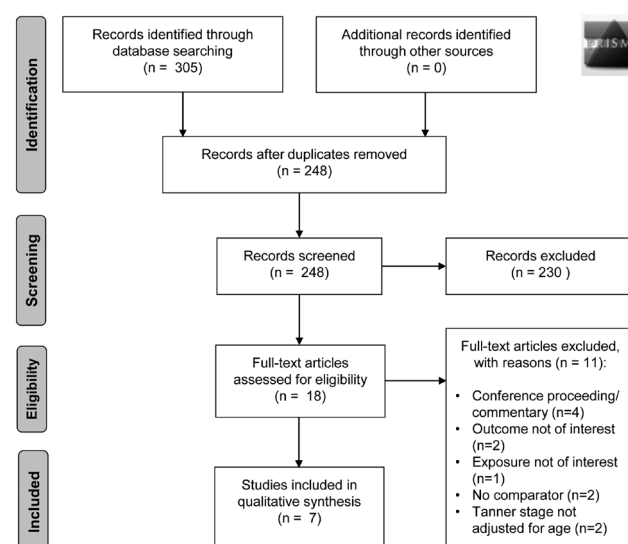 Identification
Records identified through
database searching
(n = 305)
Additional records identified
through other sources
(n = 0)
PRISM
Records after duplicates removed
(n = 248)
Screening
Records screened
(n = 248)
Records excluded
(n = 230 )
Eligibility
Full-text articles
assessed for eligibility
(n = 18)
Full-text articles excluded,
with reasons (n = 11):
• Conference proceeding/
commentary (n=4)
• Outcome not of interest
(n=2)
• Exposure not of interest
(n=1)
• No comparator (n=2)
• Tanner stage not
adjusted for age (n=2)
Included
Studies included in
qualitative synthesis
(n = 7)